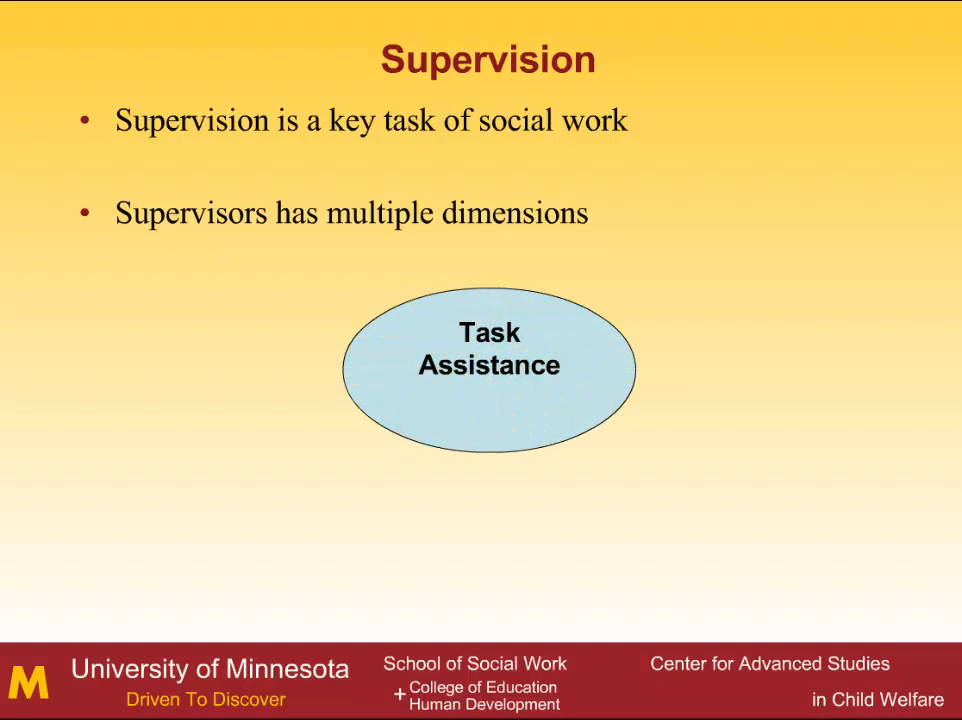 Supervision
• Supervision is a key task of social work
• Supervisors has multiple dimensions
Task
Assistance
M
University of Minnesota
Driven To Discover
School of Social Work
+ College of Education
Human Development
Center for Advanced Studies
in Child Welfare